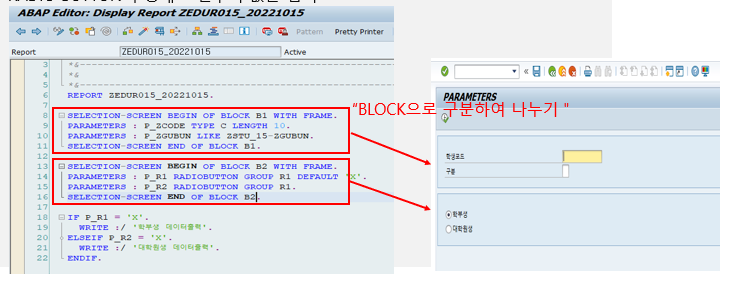 ABAP Editor: Display Report ZEDUR015_20221015
Pattern Pretty Printer
Report ZEDUR015_20221015 Active
3 *&----------------------------------------
4 *&
5 *&----------------------------------------
6 REPORT ZEDUR015_20221015.
7
8 SELECTION-SCREEN BEGIN OF BLOCK B1 WITH FRAME.
9 PARAMETERS : P_ZCODE TYPE C LENGTH 10.
10 PARAMETERS : P_ZGUBUN LIKE ZSTU_15-ZGUBUN.
11 SELECTION-SCREEN END OF BLOCK B1.
12
13 SELECTION-SCREEN BEGIN OF BLOCK B2 WITH FRAME.
14 PARAMETERS : P_R1 RADIOBUTTON GROUP R1 DEFAULT 'X'.
15 PARAMETERS : P_R2 RADIOBUTTON GROUP R1.
16 SELECTION-SCREEN END OF BLOCK B2.
17
18 IF P_R1 = 'X'.
19 WRITE :/ '학부생 데이터출력'.
20 ELSEIF P_R2 = 'X'.
21 WRITE :/ '대학원생 데이터출력'.
22 ENDIF.
"BLOCK으로 구분하여 나누기 "
PARAMETERS
학생코드
구분
학부생
대학원생